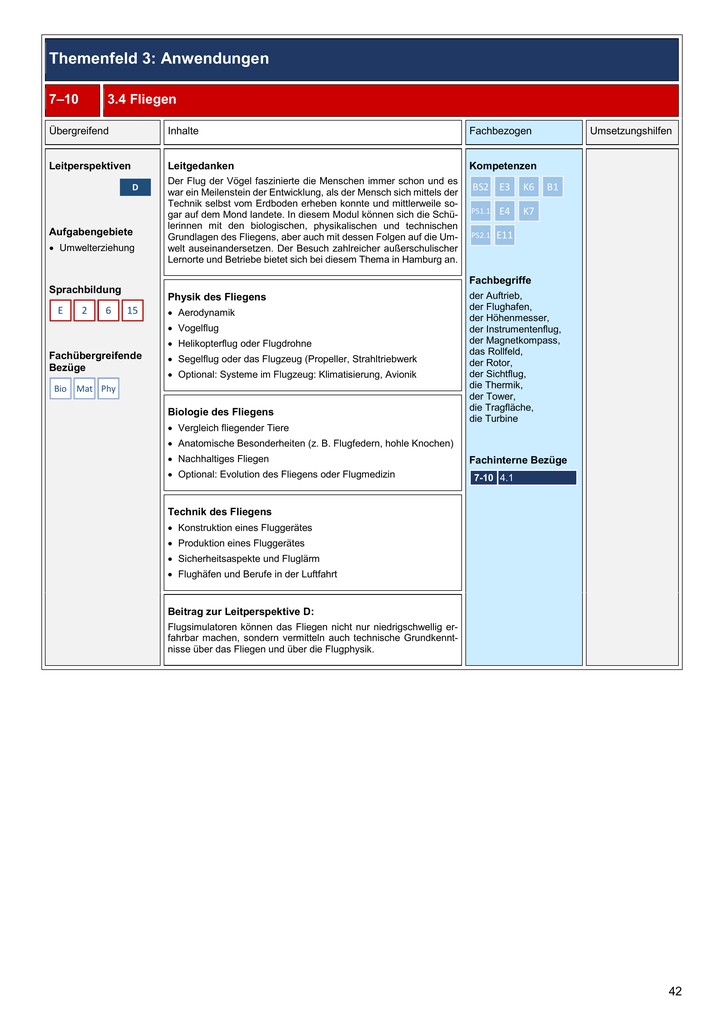 Themenfeld 3: Anwendungen
7–10 3.4 Fliegen
Übergreifend Inhalte Fachbezogen Umsetzungshilfen
Leitperspektiven
D
Aufgabengebiete
• Umwelterziehung
Sprachbildung
E 2 6 15
Fachübergreifende
Bezüge
Bio Mat Phy
Leitgedanken
Der Flug der Vögel faszinierte die Menschen immer schon und es
war ein Meilenstein der Entwicklung, als der Mensch sich mittels der
Technik selbst vom Erdboden erheben konnte und mittlerweile so-
gar auf dem Mond landete. In diesem Modul können sich die Schü-
lerinnen mit den biologischen, physikalischen und technischen
Grundlagen des Fliegens, aber auch mit dessen Folgen auf die Um-
welt auseinandersetzen. Der Besuch zahlreicher außerschulischer
Lernorte und Betriebe bietet sich bei diesem Thema in Hamburg an.
Physik des Fliegens
• Aerodynamik
• Vogelflug
• Helikopterflug oder Flugdrohne
• Segelflug oder das Flugzeug (Propeller, Strahltriebwerk
• Optional: Systeme im Flugzeug: Klimatisierung, Avionik
Biologie des Fliegens
• Vergleich fliegender Tiere
• Anatomische Besonderheiten (z. B. Flugfedern, hohle Knochen)
• Nachhaltiges Fliegen
• Optional: Evolution des Fliegens oder Flugmedizin
Technik des Fliegens
• Konstruktion eines Fluggerätes
• Produktion eines Fluggerätes
• Sicherheitsaspekte und Fluglärm
• Flughäfen und Berufe in der Luftfahrt
Beitrag zur Leitperspektive D:
Flugsimulatoren können das Fliegen nicht nur niedrigschwellig er-
fahrbar machen, sondern vermitteln auch technische Grundkennt-
nisse über das Fliegen und über die Flugphysik.
Kompetenzen
BS2 E3 K6 B1
PS1.1 E4 K7
PS2.1 E11
Fachbegriffe
der Auftrieb,
der Flughafen,
der Höhenmesser,
der Instrumentenflug,
der Magnetkompass,
das Rollfeld,
der Rotor,
der Sichtflug,
die Thermik,
der Tower,
die Tragfläche,
die Turbine
Fachinterne Bezüge
7-10 4.1
42